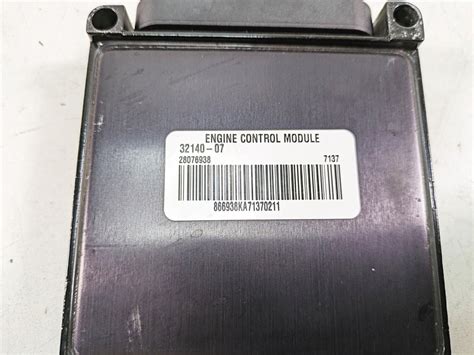 ENGINE CONTROL MODULE
32140-07
28076938 7137
866938KA71370211